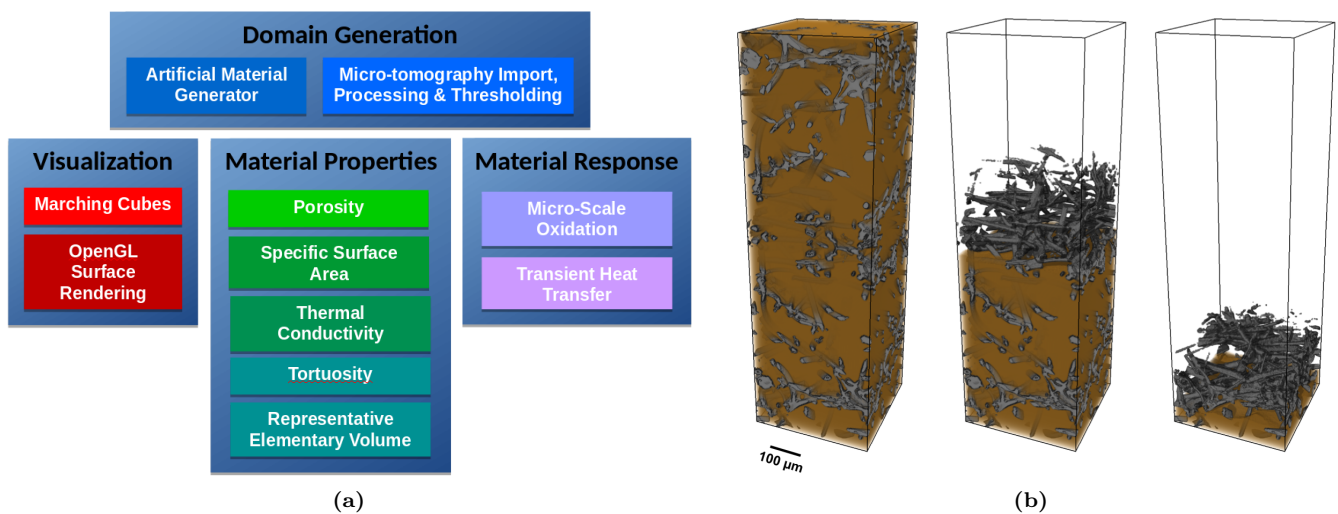 Domain Generation
Artificial Material
Generator
Micro-tomography Import,
Processing & Thresholding
Visualization
Marching Cubes
OpenGL
Surface
Rendering
Material Properties
Porosity
Specific Surface
Area
Thermal
Conductivity
Tortuosity
Representative
Elementary Volume
Material Response
Micro-Scale
Oxidation
Transient Heat
Transfer
100 μm
(a)
(b)